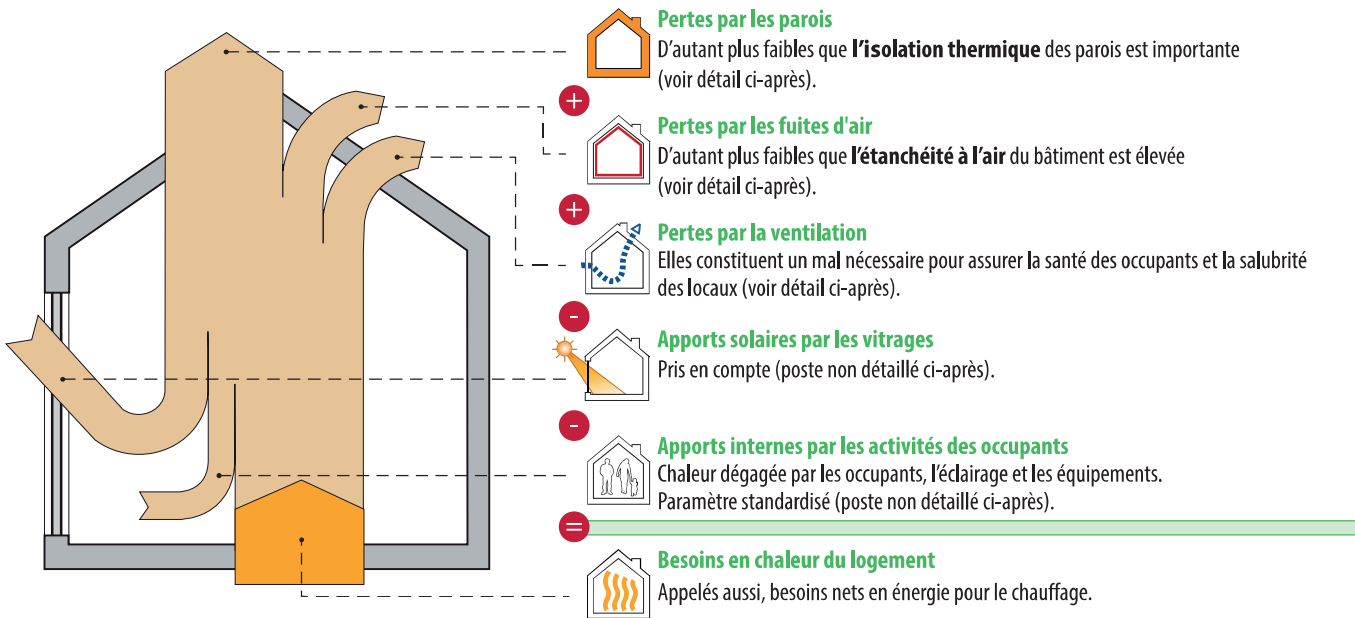 Pertes par les parois
D'autant plus faibles que l'isolation thermique des parois est importante
(voir détail ci-après).
+
Pertes par les fuites d'air
D'autant plus faibles que l'étanchéité à l'air du bâtiment est élevée
(voir détail ci-après).
+
Pertes par la ventilation
Elles constituent un mal nécessaire pour assurer la santé des occupants et la salubrité
des locaux (voir détail ci-après).
-
Apports solaires par les vitrages
Pris en compte (poste non détaillé ci-après).
-
Apports internes par les activités des occupants
Chaleur dégagée par les occupants, l'éclairage et les équipements.
Paramètre standardisé (poste non détaillé ci-après).
=
Besoins en chaleur du logement
Appelés aussi, besoins nets en énergie pour le chauffage.